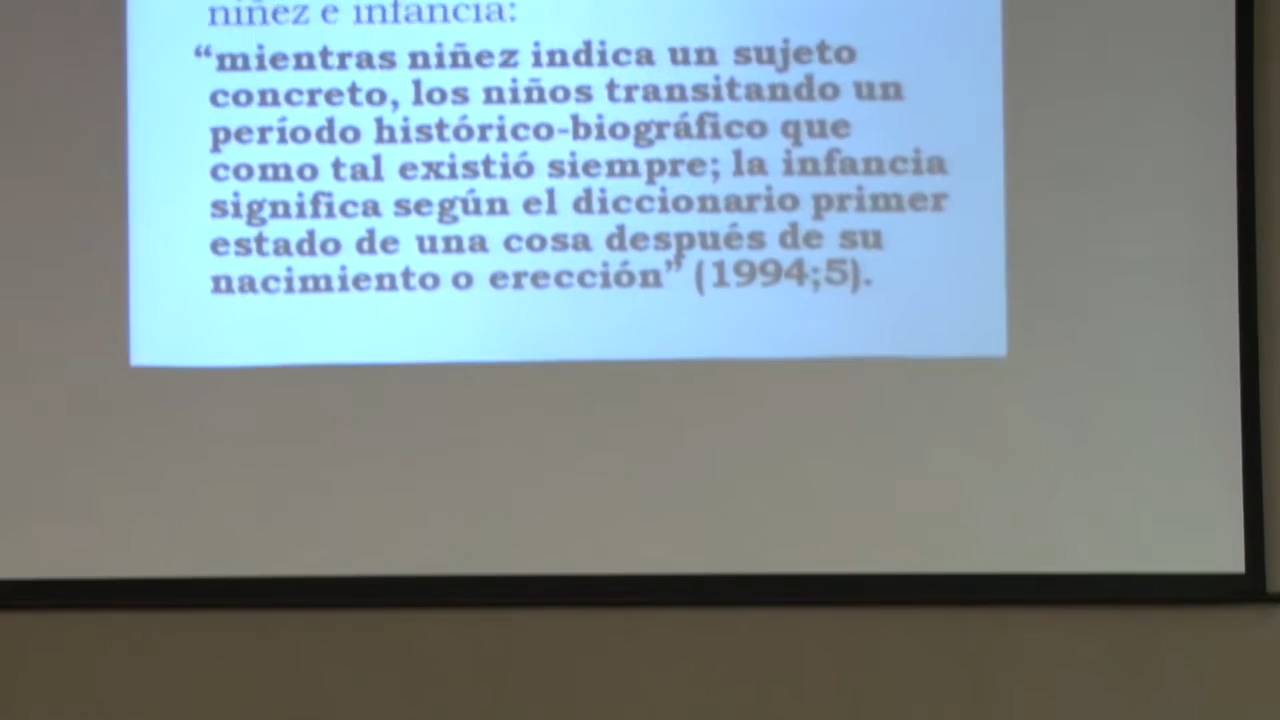 niñez e infancia:
“mientras niñez indica un sujeto
concreto, los niños transitando un
período histórico-biográfico que
como tal existió siempre; la infancia
significa según el diccionario primer
estado de una cosa después de su
nacimiento o erección” (1994;5).